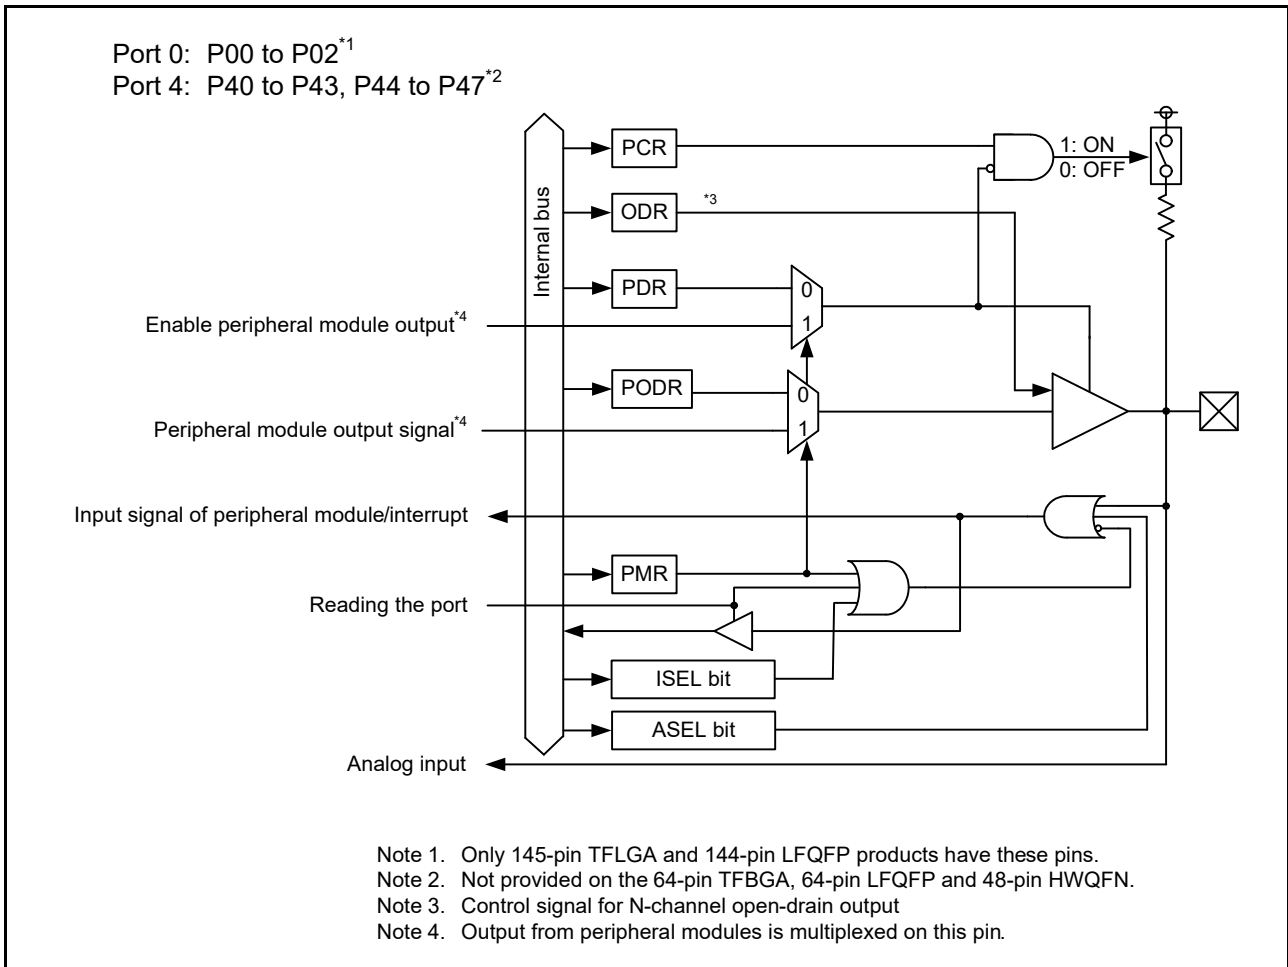 Port 0: P00 to P02*1
Port 4: P40 to P43, P44 to P47*2
Internal bus
PCR
1: ON
0: OFF
ODR
*3
PDR
0
Enable peripheral module output*4
1
PODR
0
Peripheral module output signal*4
1
Input signal of peripheral module/interrupt
PMR
Reading the port
ISEL bit
ASEL bit
Analog input
Note 1. Only 145-pin TFLGA and 144-pin LFQFP products have these pins.
Note 2. Not provided on the 64-pin TFBGA, 64-pin LFQFP and 48-pin HWQFN.
Note 3. Control signal for N-channel open-drain output
Note 4. Output from peripheral modules is multiplexed on this pin.